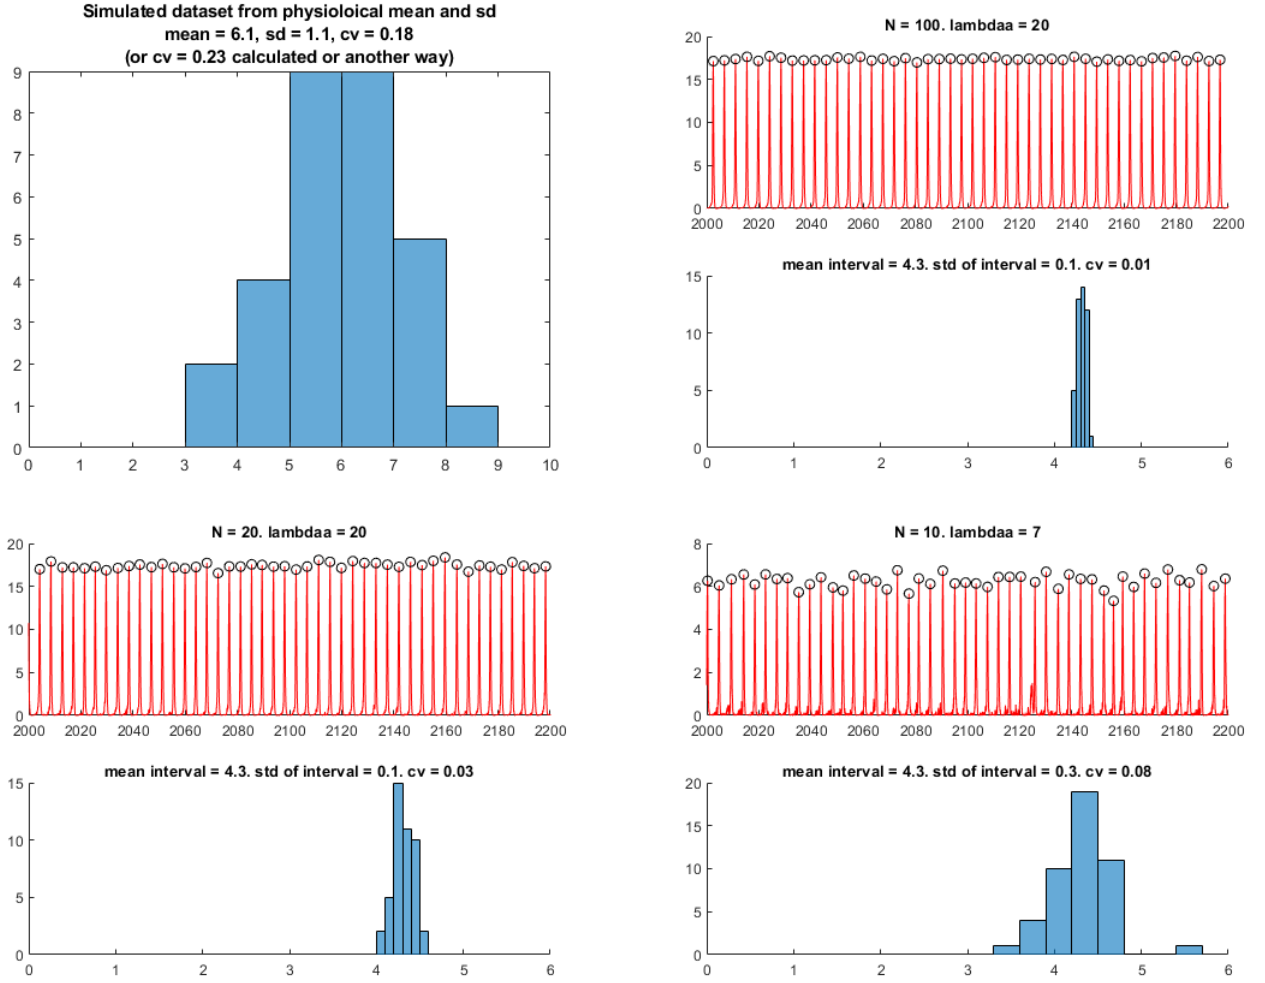 Simulated dataset from physioloical mean and sd
mean = 6.1, sd = 1.1, cv = 0.18
(or cv = 0.23 calculated or another way)
9
8
7
6
5
4
3
2
1
0
0 1 2 3 4 5 6 7 8 9 10
N = 100. lambdaa = 20
20
15
10
5
0
2000 2020 2040 2060 2080 2100 2120 2140 2160 2180 2200
mean interval = 4.3. std of interval = 0.1. cv = 0.01
15
10
5
0
0 1 2 3 4 5 6
N = 20. lambdaa = 20
20
15
10
5
0
2000 2020 2040 2060 2080 2100 2120 2140 2160 2180 2200
mean interval = 4.3. std of interval = 0.1. cv = 0.03
15
10
5
0
0 1 2 3 4 5 6
N = 10. lambdaa = 7
8
6
4
2
0
2000 2020 2040 2060 2080 2100 2120 2140 2160 2180 2200
mean interval = 4.3. std of interval = 0.3. cv = 0.08
20
15
10
5
0
0 1 2 3 4 5 6